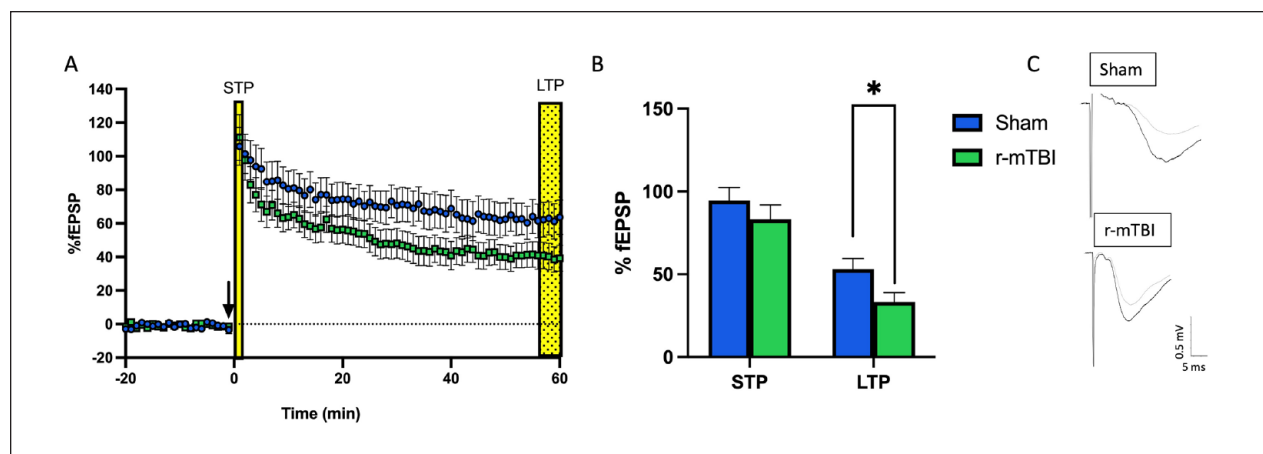 A
STP
LTP
140
120
100
80
60
40
20
0
-20
%fEPSP
-20
0
20
40
60
Time (min)
B
*
150
100
50
0
% fEPSP
STP
LTP
Sham
r-mTBI
C
Sham
r-mTBI
0.5 mV
5 ms